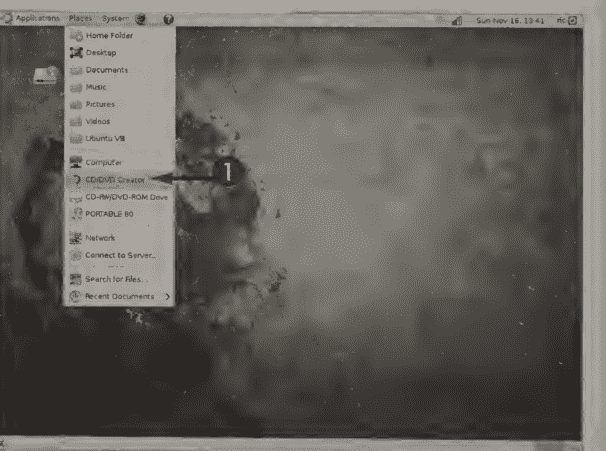 Applications Places System
Sun Nov 16, 13:41
ric
Home Folder
Desktop
Documents
Music
Pictures
Videos
Ubuntu VB
Computer
CD/DVD Creator
1
CD-RW/DVD-ROM Drive
PORTABLE 80
Network
Connect to Server...
Search for Files...
Recent Documents